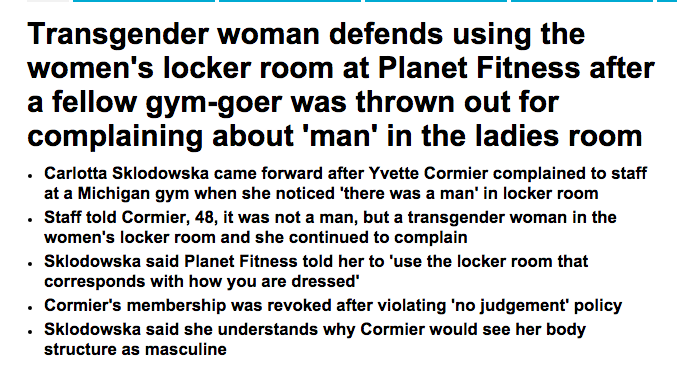 Transgender woman defends using the
women's locker room at Planet Fitness after
a fellow gym-goer was thrown out for
complaining about 'man' in the ladies room
• Carlotta Sklodowska came forward after Yvette Cormier complained to staff
at a Michigan gym when she noticed 'there was a man' in locker room
• Staff told Cormier, 48, it was not a man, but a transgender woman in the
women's locker room and she continued to complain
• Sklodowska said Planet Fitness told her to 'use the locker room that
corresponds with how you are dressed'
• Cormier's membership was revoked after violating 'no judgement' policy
• Sklodowska said she understands why Cormier would see her body
structure as masculine